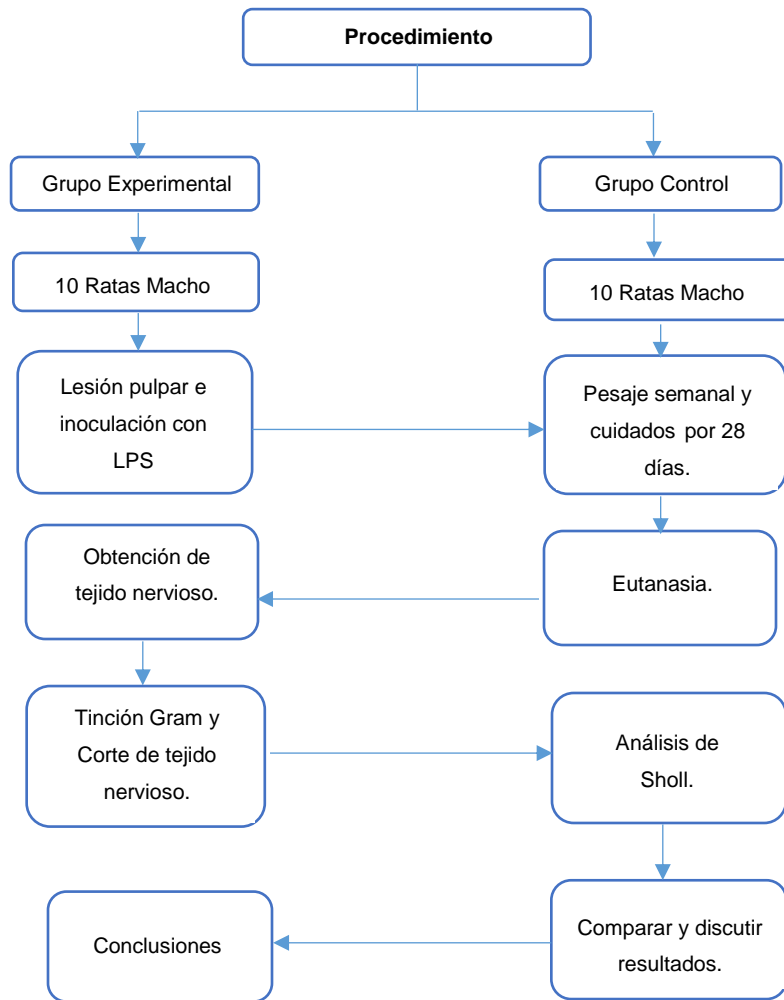 Procedimiento
Grupo Experimental
Grupo Control
10 Ratas Macho
10 Ratas Macho
Lesión pulpar e
inoculación con
LPS
Pesaje semanal y
cuidados por 28
días.
Eutanasia.
Obtención de
tejido nervioso.
Tinción Gram y
Corte de tejido
nervioso.
Análisis de
Sholl.
Comparar y discutir
resultados.
Conclusiones